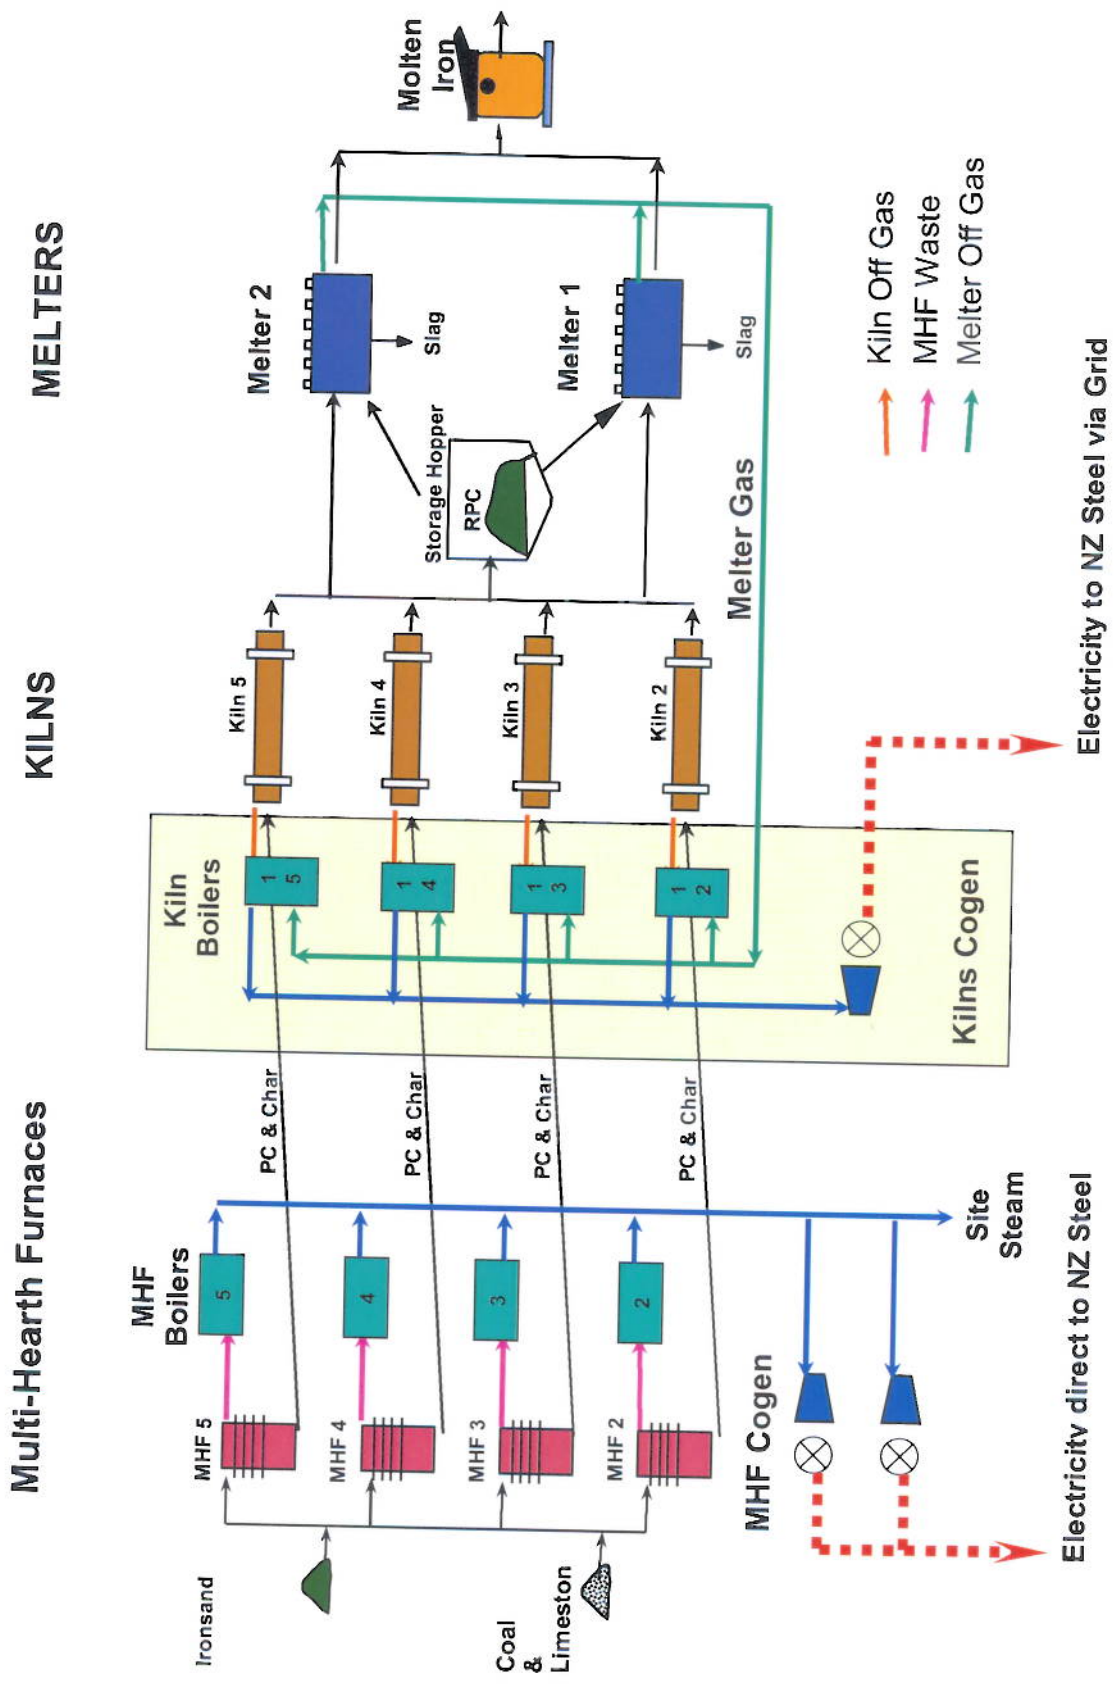 Multi-Hearth Furnaces
KILNS
MELTERS
MHF
Boilers
Kiln
Boilers
Ironsand
Coal
&
Limeston
MHF 5
MHF 4
MHF 3
MHF 2
5
4
3
2
PC & Char
PC & Char
PC & Char
PC & Char
1
5
1
4
1
3
1
2
Kiln 5
Kiln 4
Kiln 3
Kiln 2
Storage Hopper
RPC
Melter 2
Slag
Melter 1
Slag
Molten
Iron
Melter Gas
MHF Cogen
Site
Steam
Kilns Cogen
Kiln Off Gas
MHF Waste
Melter Off Gas
Electricity direct to NZ Steel
Electricity to NZ Steel via Grid